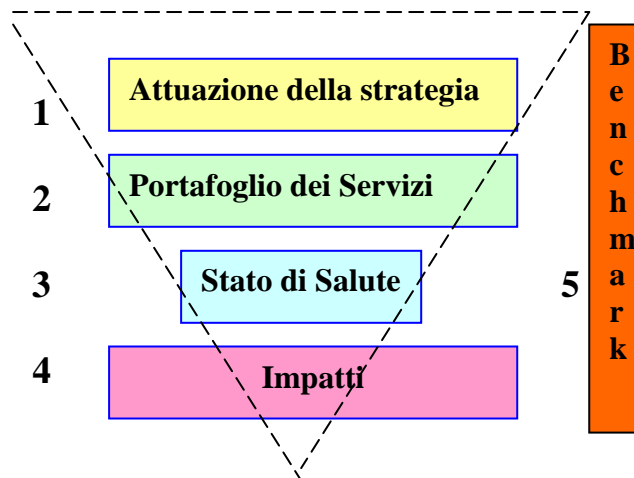 1
Attuazione della strategia
2
Portafoglio dei Servizi
3
Stato di Salute
4
Impatti
5
B
e
n
c
h
m
a
r
k